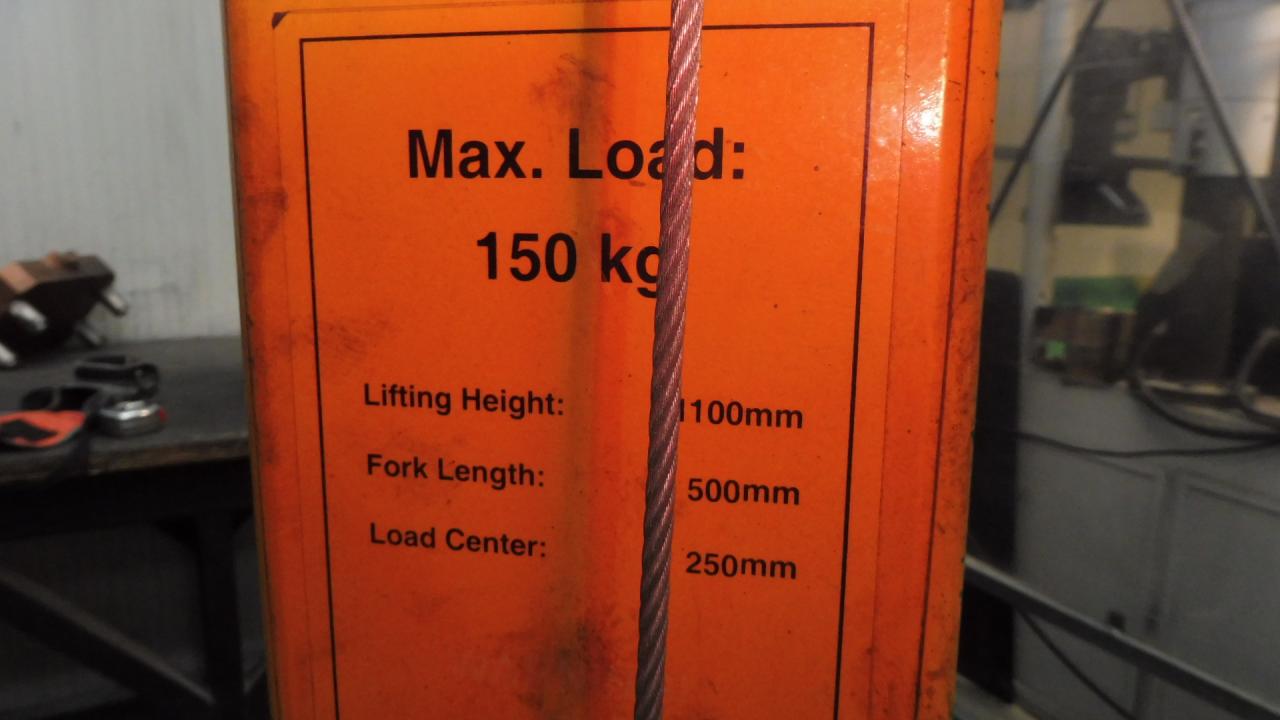 Max. Load:
150 kg
Lifting Height: 1100mm
Fork Length: 500mm
Load Center: 250mm